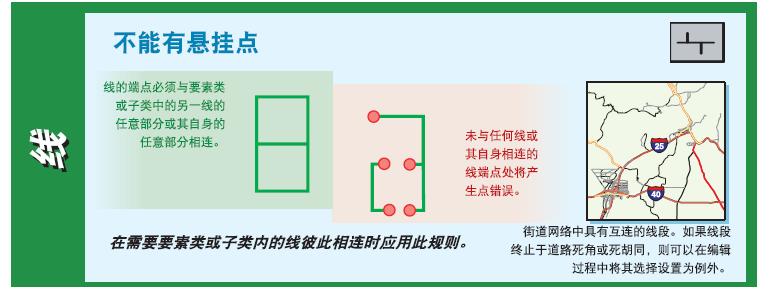 线
不能有悬挂点
线的端点必须与要素类
或子类中的另一线的
任意部分或其自身的
任意部分相连。
未与任何线或
其自身相连的
线端点处将产
生点错误。
在需要要素类或子类内的线彼此相连时应用此规则。
25
40
街道网络中具有互连的线段。如果线段
终止于道路死角或死胡同，则可以在编辑
过程中将其选择设置为例外。